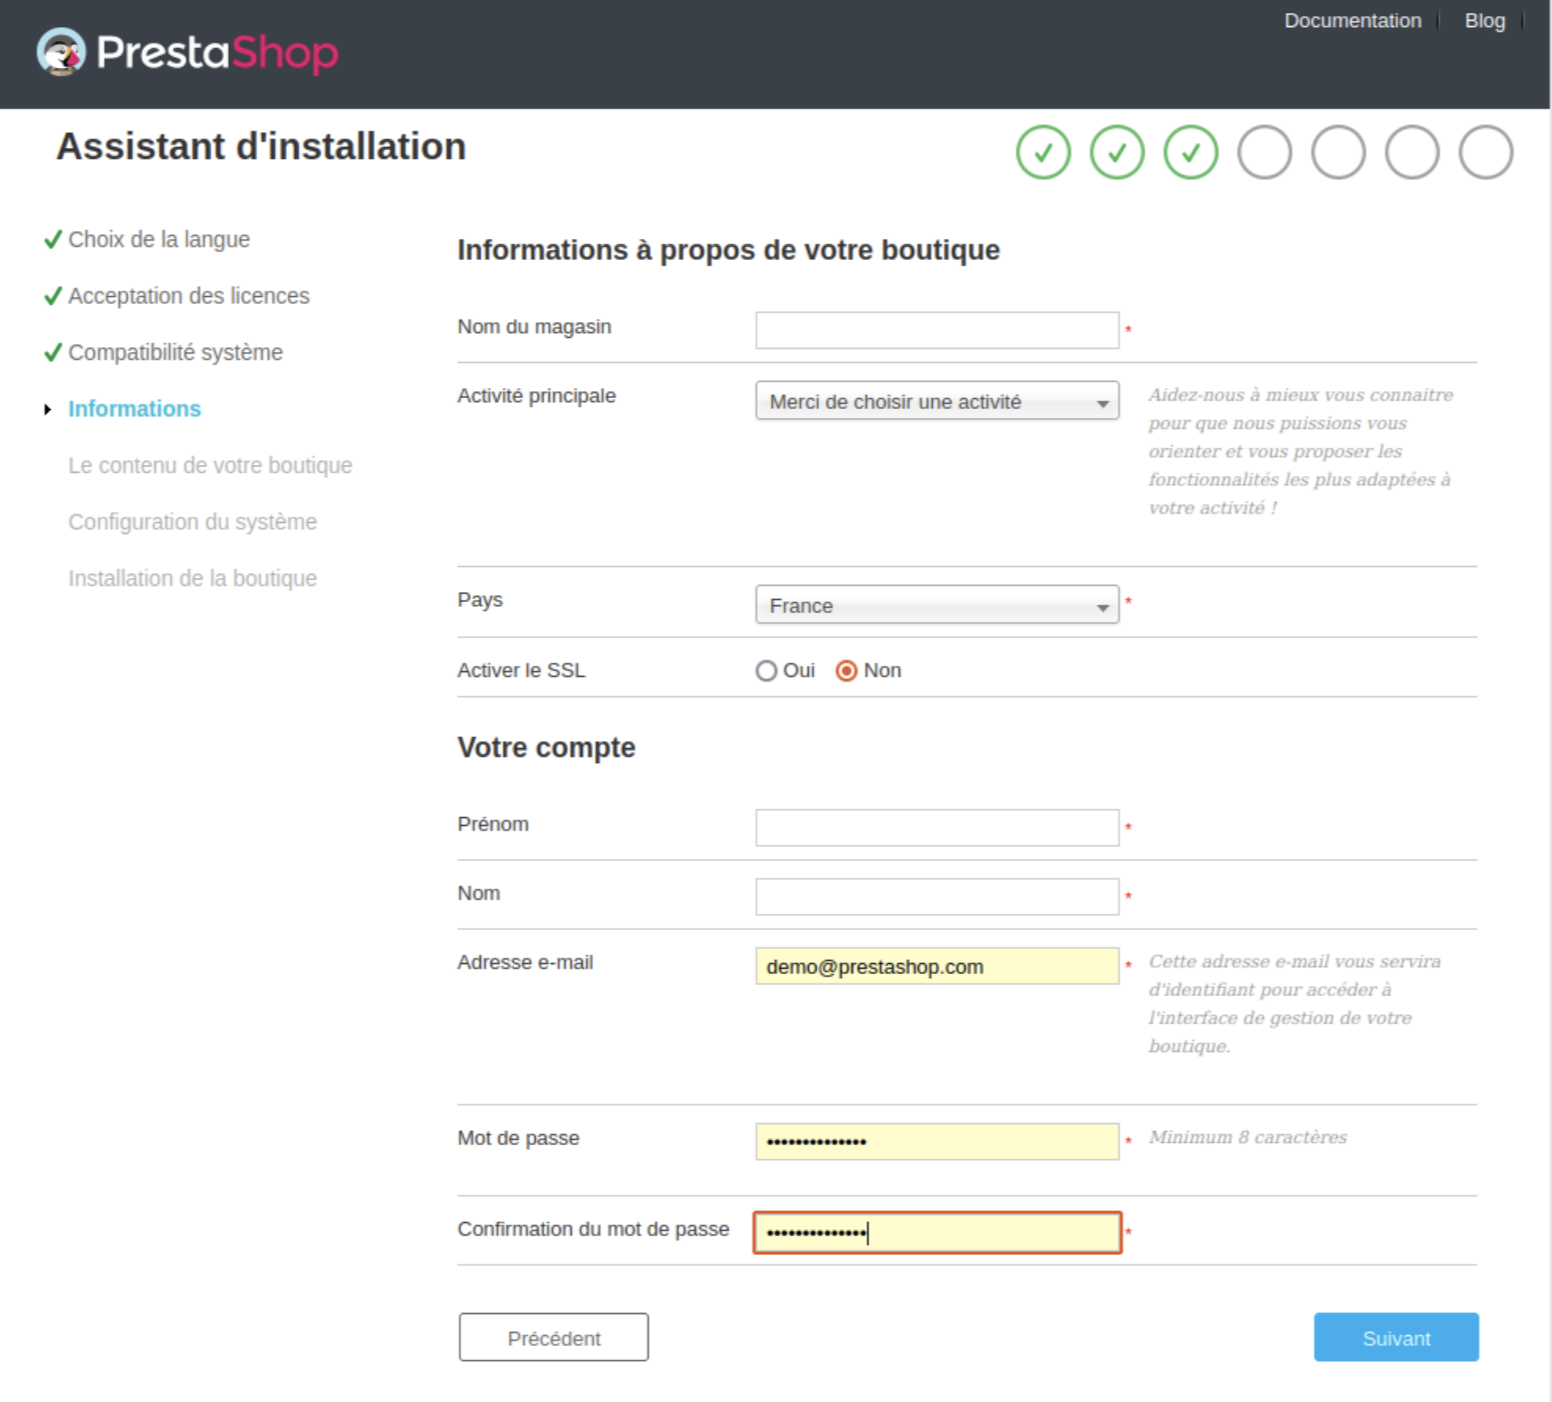 Documentation
Blog
PrestaShop
Assistant d'installation
Choix de la langue
Acceptation des licences
Compatibilité système
Informations
Le contenu de votre boutique
Configuration du système
Installation de la boutique
Informations à propos de votre boutique
Nom du magasin *
Activité principale
Merci de choisir une activité
Aidez-nous à mieux vous connaitre
pour que nous puissions vous
orienter et vous proposer les
fonctionnalités les plus adaptées à
votre activité !
Pays
France *
Activer le SSL
Oui
Non
Votre compte
Prénom *
Nom *
Adresse e-mail
demo@prestashop.com *
Cette adresse e-mail vous servira
d'identifiant pour accéder à
l'interface de gestion de votre
boutique.
Mot de passe
•••••••••••••• *
Minimum 8 caractères
Confirmation du mot de passe
•••••••••••••• *
Précédent
Suivant